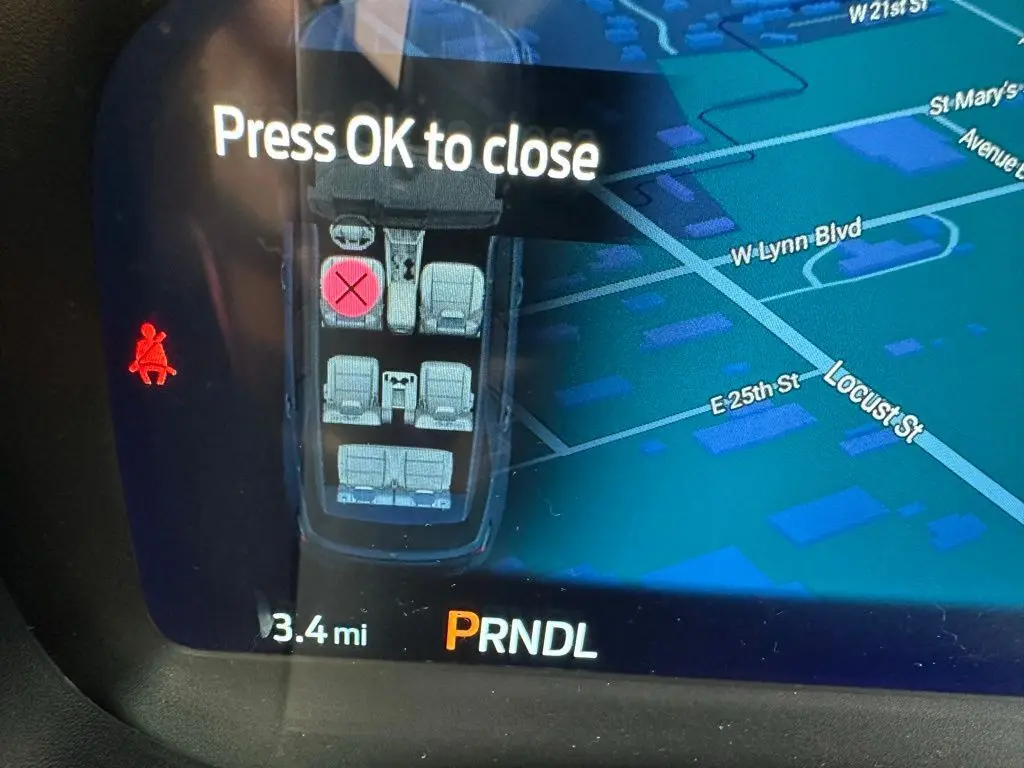 W 21st St
St Mary's
Avenue
Press OK to close
W Lynn Blvd
E 25th St
Locust St
3.4 mi
PRNDL